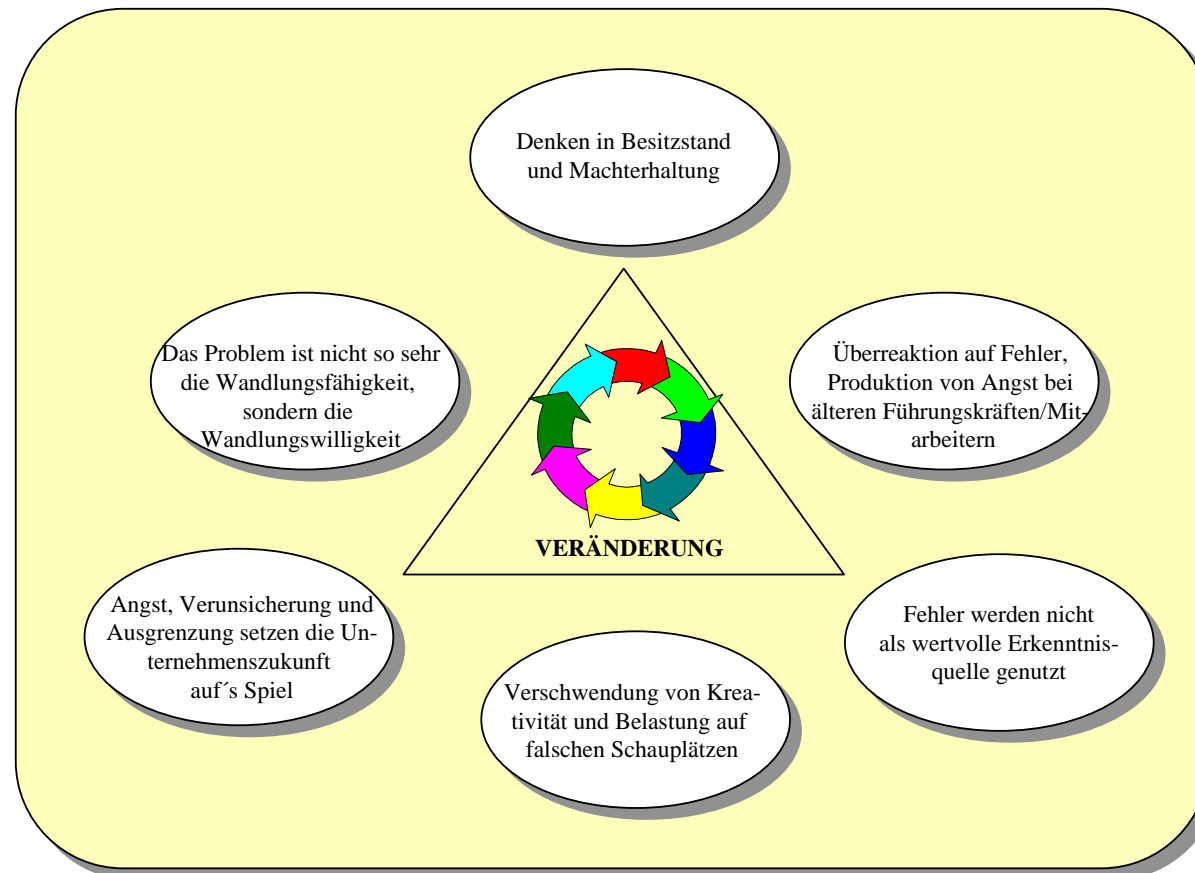 Denken in Besitzstand
und Machterhaltung
Das Problem ist nicht so sehr
die Wandlungsfähigkeit,
sondern die
Wandlungswilligkeit
Überreaktion auf Fehler,
Produktion von Angst bei
älteren Führungskräften/Mit-
arbeitern
VERÄNDERUNG
Angst, Verunsicherung und
Ausgrenzung setzen die Un-
ternehmenszukunft
auf´s Spiel
Fehler werden nicht
als wertvolle Erkenntnis-
quelle genutzt
Verschwendung von Krea-
tivität und Belastung auf
falschen Schauplätzen